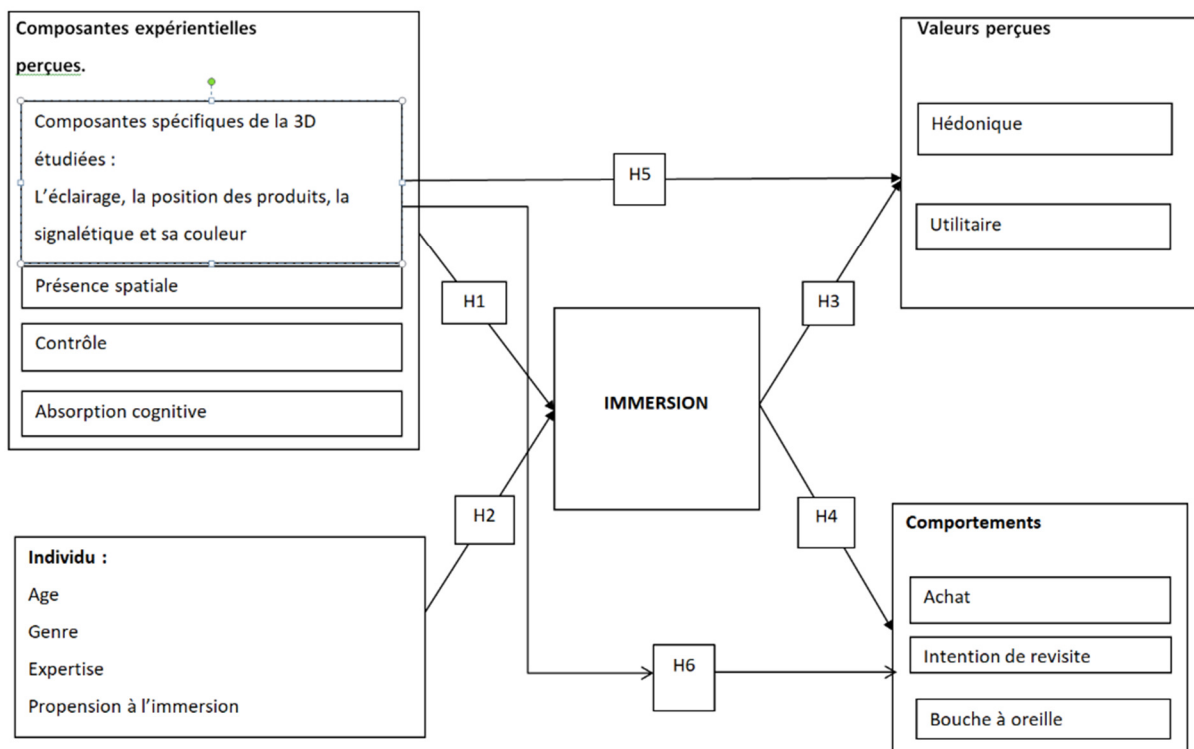 Composantes expérientielles
perçues.
Composantes spécifiques de la 3D
étudiées :
L'éclairage, la position des produits, la
signalétique et sa couleur
Présence spatiale
Contrôle
Absorption cognitive
Individu :
Age
Genre
Expertise
Propension à l'immersion
H5
H1
H2
H6
IMMERSION
H3
H4
Valeurs perçues
Hédonique
Utilitaire
Comportements
Achat
Intention de revisite
Bouche à oreille